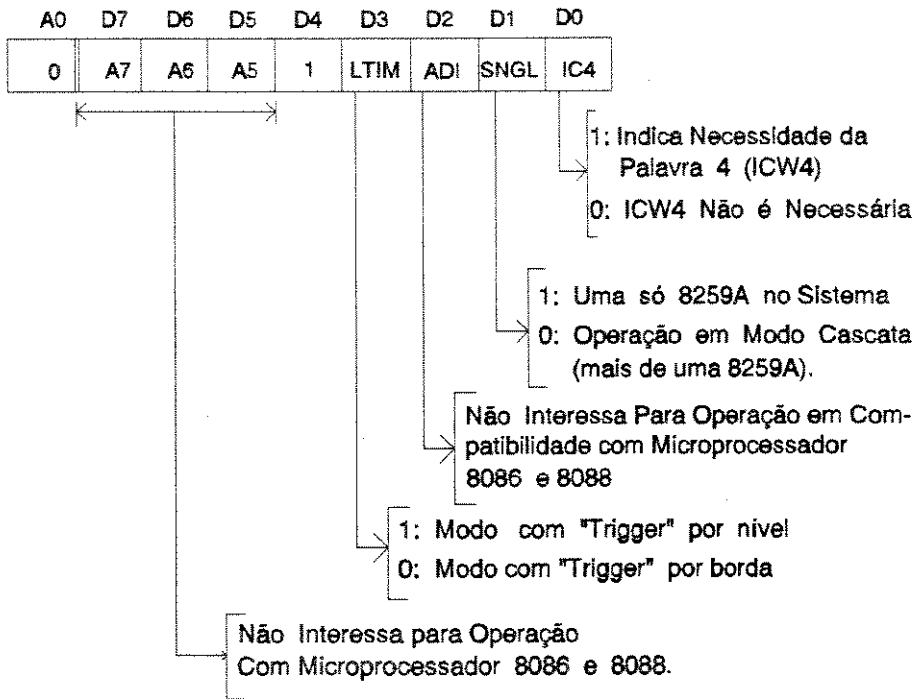 A0 D7 D6 D5 D4 D3 D2 D1 D0
0 A7 A6 A5 1 LTIM ADI SNGL IC4
1: Indica Necessidade da
Palavra 4 (ICW4)
0: ICW4 Não é Necessária
1: Uma só 8259A no Sistema
0: Operação em Modo Cascata
(mais de uma 8259A).
Não Interessa Para Operação em Com-
patibilidade com Microprocessador
8086 e 8088
1: Modo com "Trigger" por nível
0: Modo com "Trigger" por borda
Não Interessa para Operação
Com Microprocessador 8086 e 8088.